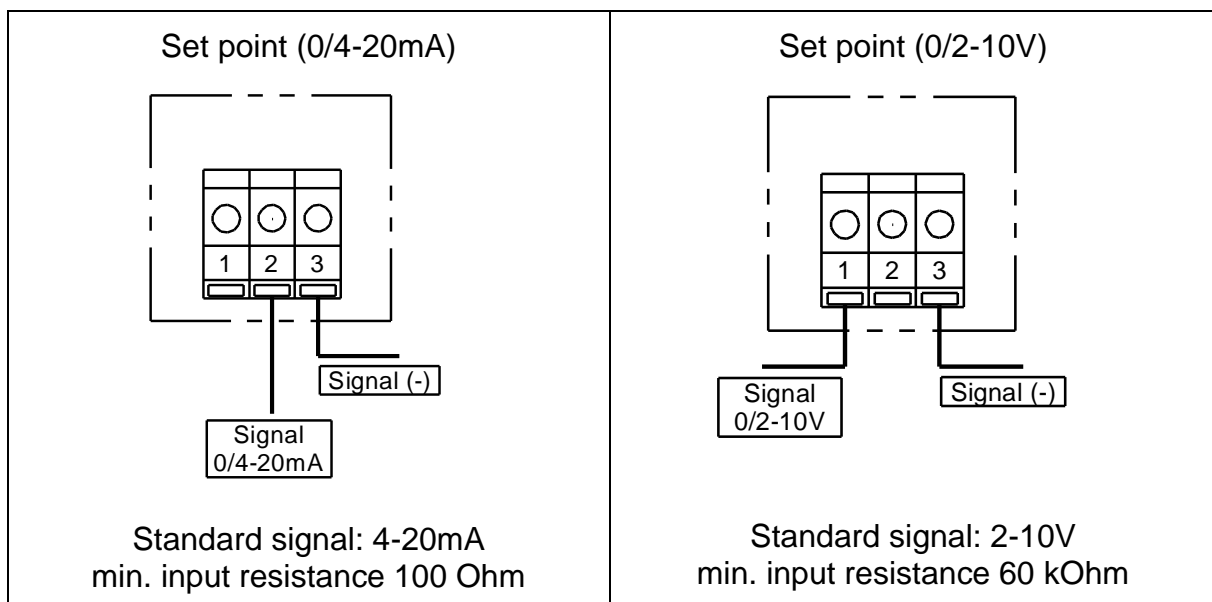 Set point (0/4-20mA)
1 2 3
Signal (-)
Signal
0/4-20mA
Standard signal: 4-20mA
min. input resistance 100 Ohm
Set point (0/2-10V)
1 2 3
Signal
0/2-10V
Signal (-)
Standard signal: 2-10V
min. input resistance 60 kOhm